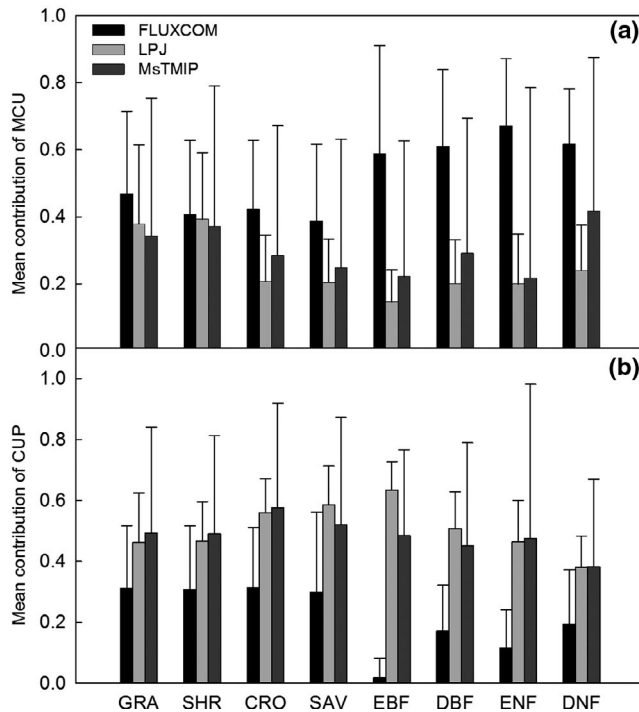 1.0
(a)
FLUXCOM
LPJ
MsTMIP
0.8
0.6
0.4
0.2
0.0
Mean contribution of MCU
(b)
1.0
0.8
0.6
0.4
0.2
0.0
Mean contribution of CUP
GRA SHR CRO SAV EBF DBF ENF DNF